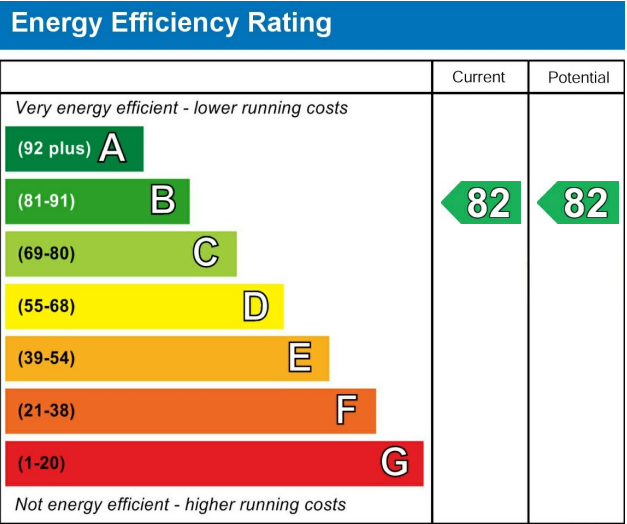 Energy Efficiency Rating
Current Potential
Very energy efficient - lower running costs
(92 plus) A
(81-91) B 82 82
(69-80) C
(55-68) D
(39-54) E
(21-38) F
(1-20) G
Not energy efficient - higher running costs